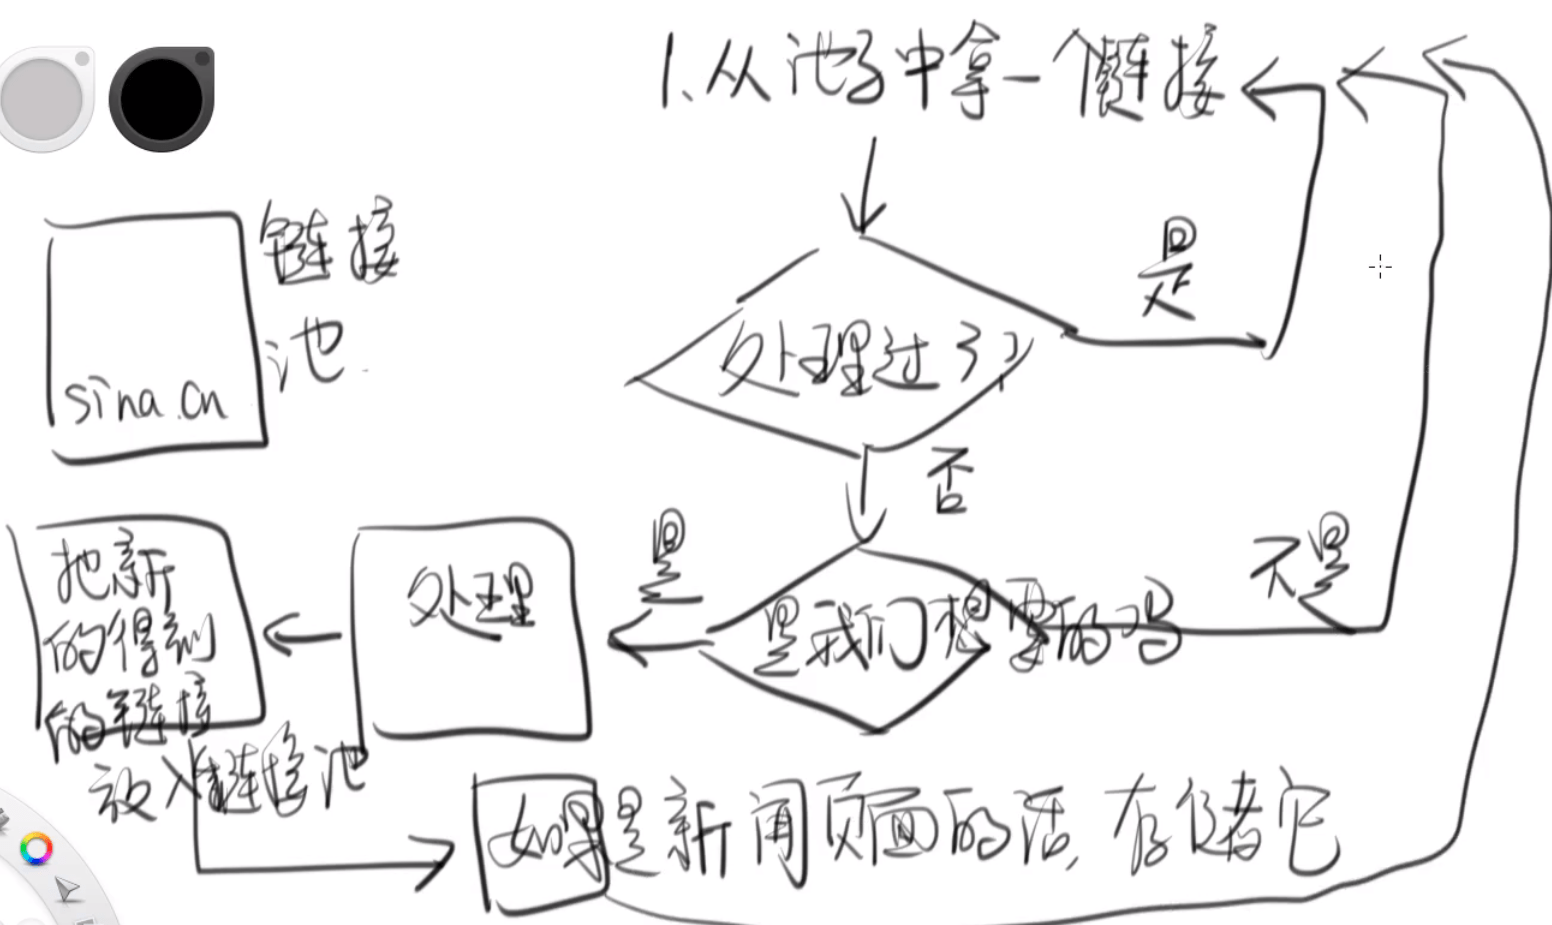 1.从池子中拿一个链接
链接
池
sina.cn
是
处理过了?
否
是
不是
是我们想要的吗
处理
把新
的得到
的链接
放入链接池
如果是新闻页面的话,存储它